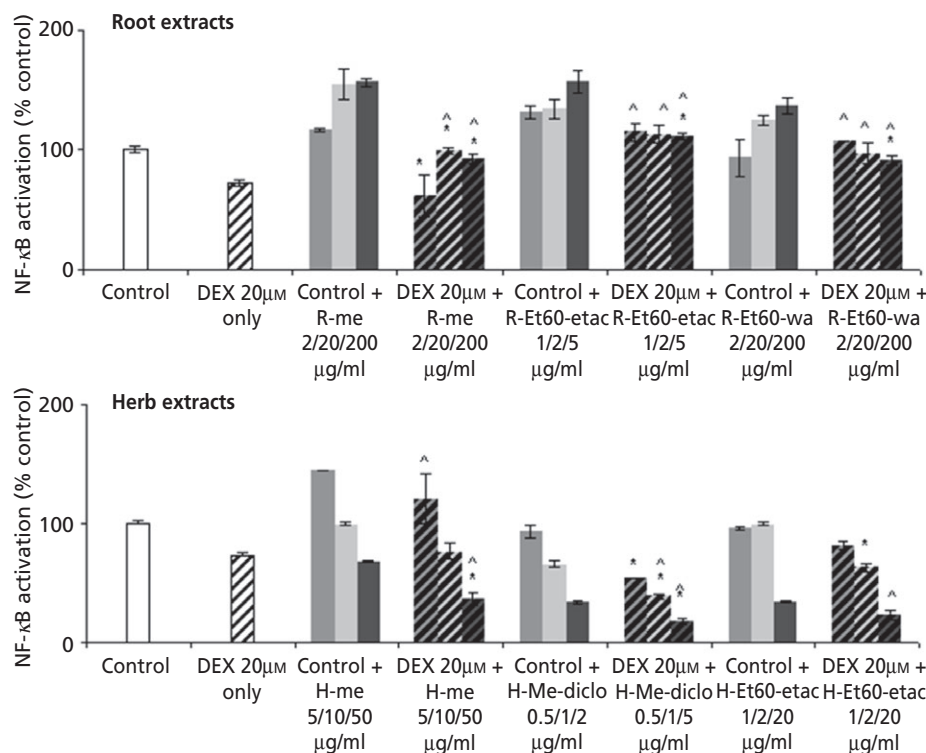 Root extracts
NF-κB activation (% control)
200
100
0
^ ^ ^ ^ ^ ^ ^ ^
* * * * *
Control DEX 20μM Control + DEX 20μM + Control + DEX 20μM + Control + DEX 20μM +
only R-me R-me R-Et60-etac R-Et60-etac R-Et60-wa R-Et60-wa
2/20/200 2/20/200 1/2/5 1/2/5 2/20/200 2/20/200
μg/ml μg/ml μg/ml μg/ml μg/ml μg/ml
Herb extracts
NF-κB activation (% control)
200
100
0
^ ^ ^ ^ ^
* * * * *
Control DEX 20μM Control + DEX 20μM + Control + DEX 20μM + Control + DEX 20μM +
only H-me H-me H-Me-diclo H-Me-diclo H-Et60-etac H-Et60-etac
5/10/50 5/10/50 0.5/1/2 0.5/1/5 1/2/20 1/2/20
μg/ml μg/ml μg/ml μg/ml μg/ml μg/ml